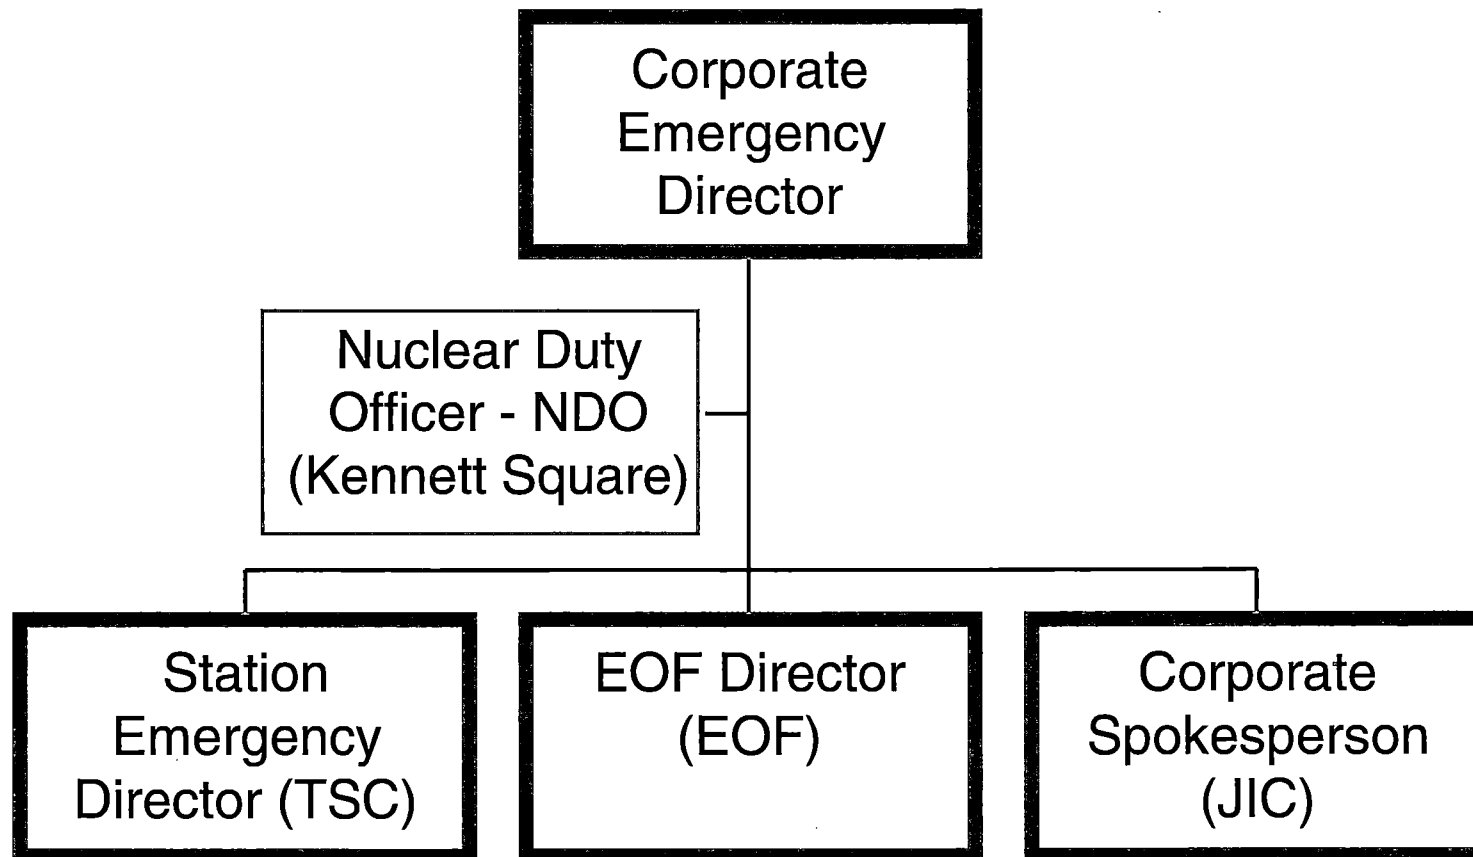 Corporate
Emergency
Director
Nuclear Duty
Officer - NDO
(Kennett Square)
Station
Emergency
Director (TSC)
EOF Director
(EOF)
Corporate
Spokesperson
(JIC)